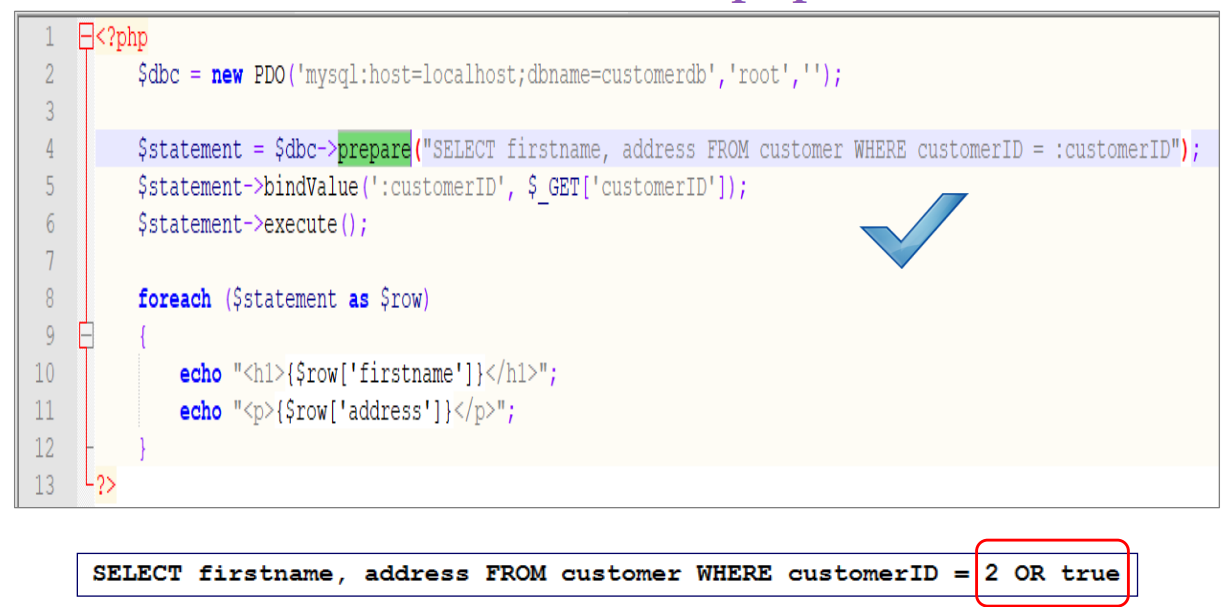 1 <?php
2 $dbc = new PDO('mysql:host=localhost;dbname=customerdb','root','');
3
4 $statement = $dbc->prepare("SELECT firstname, address FROM customer WHERE customerID = :customerID");
5 $statement->bindValue(':customerID', $_GET['customerID']);
6 $statement->execute();
7
8 foreach ($statement as $row)
9 {
10 echo "<h1>{$row['firstname']}</h1>";
11 echo "<p>{$row['address']}</p>";
12 }
13 ?>
SELECT firstname, address FROM customer WHERE customerID = 2 OR true